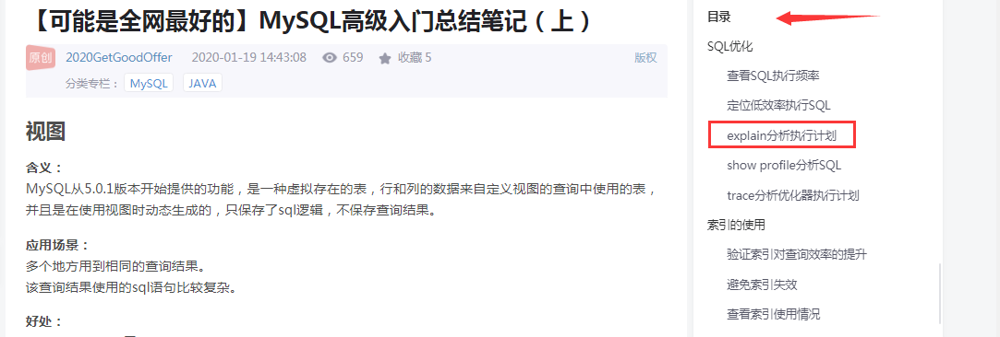 【可能是全网最好的】MySQL高级入门总结笔记（上）
原创 2020GetGoodOffer 2020-01-19 14:43:08 659 收藏 5 版权
分类专栏： MySQL JAVA
视图
含义：
MySQL从5.0.1版本开始提供的功能，是一种虚拟存在的表，行和列的数据来自定义视图的查询中使用的表，
并且是在使用视图时动态生成的，只保存了sql逻辑，不保存查询结果。
应用场景：
多个地方用到相同的查询结果。
该查询结果使用的sql语句比较复杂。
好处：
目录
SQL优化
查看SQL执行频率
定位低效率执行SQL
explain分析执行计划
show profile分析SQL
trace分析优化器执行计划
索引的使用
验证索引对查询效率的提升
避免索引失效
查看索引使用情况